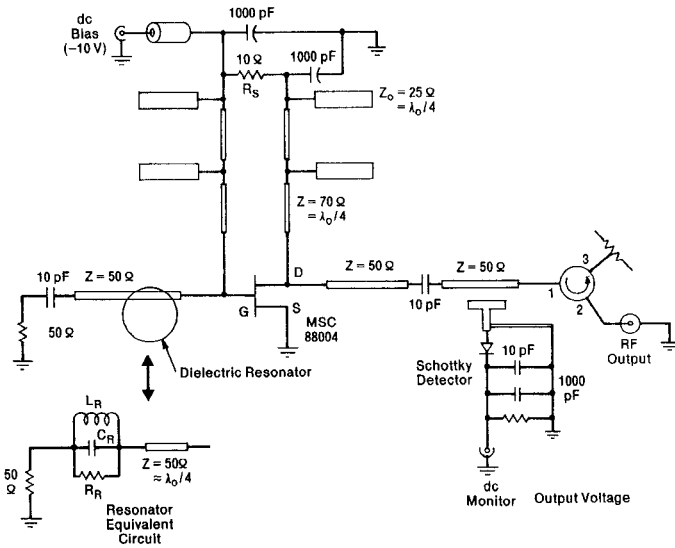 dc
Bias
(–10 V)
1000 pF
1000 pF
10 Ω
R_S
Z_o = 25 Ω
= λ_o/4
Z = 70 Ω
= λ_o/4
10 pF
Z = 50 Ω
50 Ω
G
D
S
MSC
88004
Z = 50 Ω
10 pF
Z = 50 Ω
1
2
3
RF
Output
Dielectric Resonator
Schottky
Detector
10 pF
1000
pF
dc
Monitor
Output Voltage
L_R
C_R
R_R
50
Ω
Z = 50Ω
≈ λ_o/4
Resonator
Equivalent
Circuit